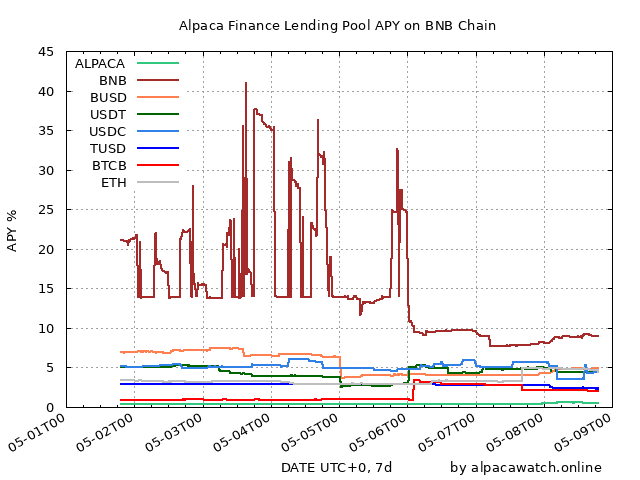 Alpaca Finance Lending Pool APY on BNB Chain
45
40
35
30
25
20
15
10
5
0
APY %
ALPACA
BNB
BUSD
USDT
USDC
TUSD
BTCB
ETH
05-01T00
05-02T00
05-03T00
05-04T00
05-05T00
05-06T00
05-07T00
05-08T00
05-09T00
DATE UTC+0, 7d
by alpacawatch.online